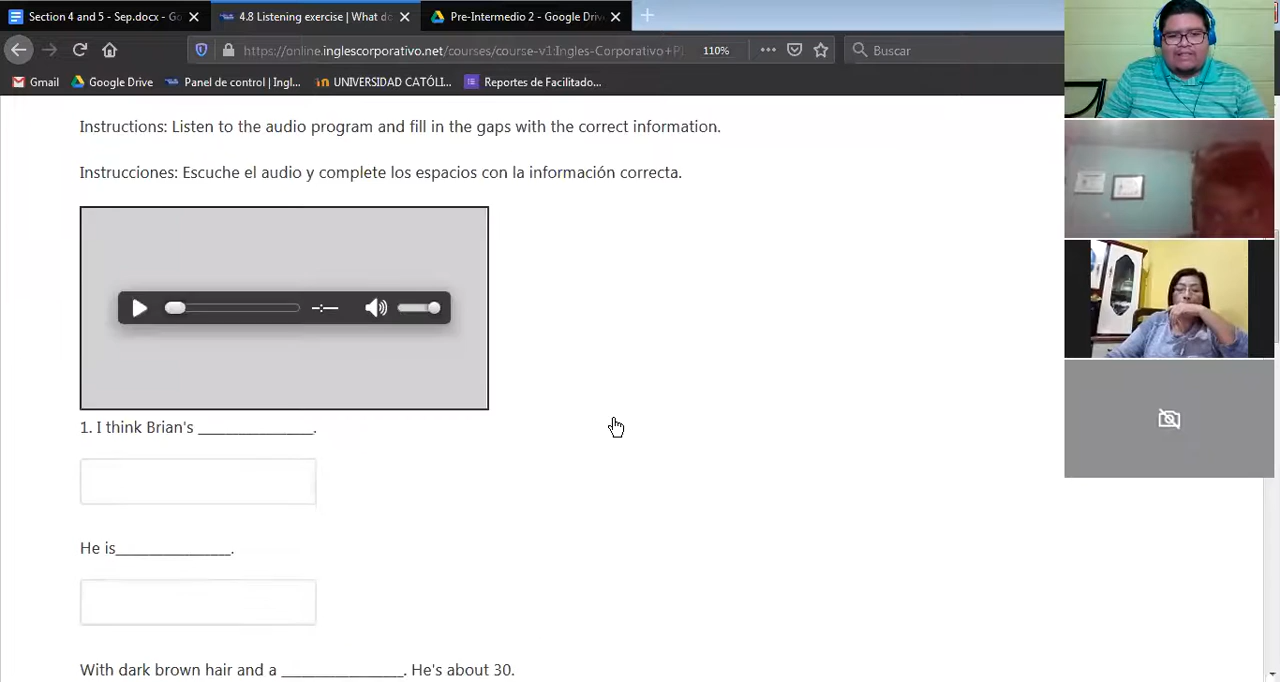 Section 4 and 5 - Sep.docx - Go
4.8 Listening exercise | What do
Pre-Intermedio 2 - Google Drive
https://online.inglescorporativo.net/courses/course-v1:Ingles-Corporativo+P
110%
Buscar
Gmail
Google Drive
Panel de control | Ingl...
UNIVERSIDAD CATÓLI...
Reportes de Facilitado...
Instructions: Listen to the audio program and fill in the gaps with the correct information.
Instrucciones: Escuche el audio y complete los espacios con la información correcta.
-:--
1. I think Brian's _______________.
He is_______________.
With dark brown hair and a ________________. He's about 30.